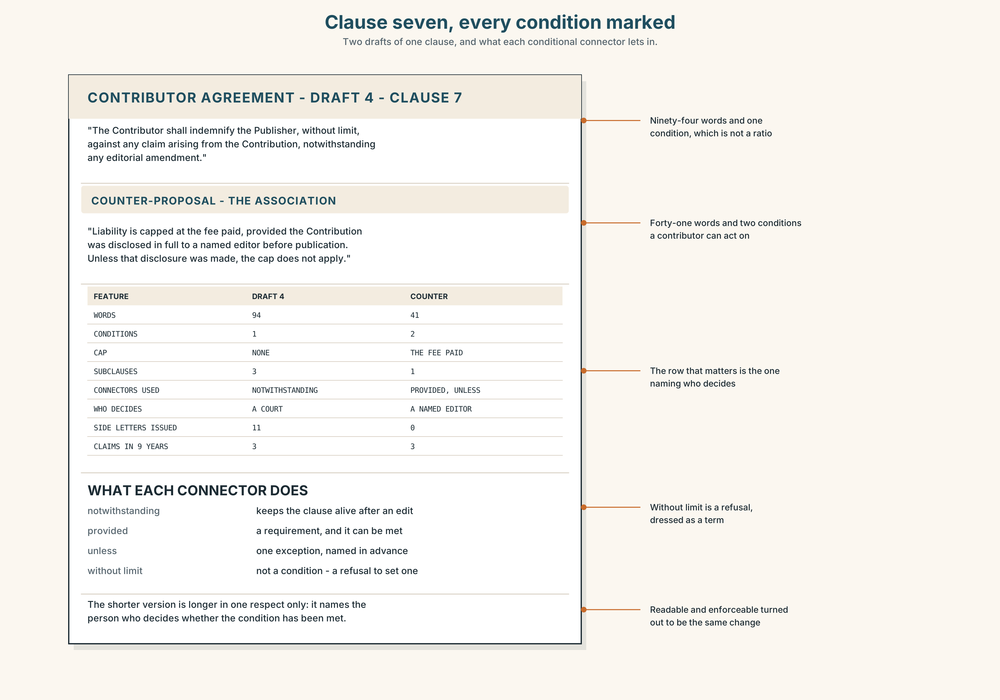 Clause seven, every condition marked
Two drafts of one clause, and what each conditional connector lets in.
CONTRIBUTOR AGREEMENT - DRAFT 4 - CLAUSE 7
"The Contributor shall indemnify the Publisher, without limit,
against any claim arising from the Contribution, notwithstanding
any editorial amendment."
Ninety-four words and one
condition, which is not a ratio
COUNTER-PROPOSAL - THE ASSOCIATION
"Liability is capped at the fee paid, provided the Contribution
was disclosed in full to a named editor before publication.
Unless that disclosure was made, the cap does not apply."
Forty-one words and two conditions
a contributor can act on
FEATURE DRAFT 4 COUNTER
WORDS 94 41
CONDITIONS 1 2
CAP NONE THE FEE PAID
SUBCLAUSES 3 1
CONNECTORS USED NOTWITHSTANDING PROVIDED, UNLESS
WHO DECIDES A COURT A NAMED EDITOR
SIDE LETTERS ISSUED 11 0
CLAIMS IN 9 YEARS 3 3
The row that matters is the one
naming who decides
WHAT EACH CONNECTOR DOES
notwithstanding keeps the clause alive after an edit
provided a requirement, and it can be met
unless one exception, named in advance
without limit not a condition - a refusal to set one
Without limit is a refusal,
dressed as a term
The shorter version is longer in one respect only: it names the
person who decides whether the condition has been met.
Readable and enforceable turned
out to be the same change